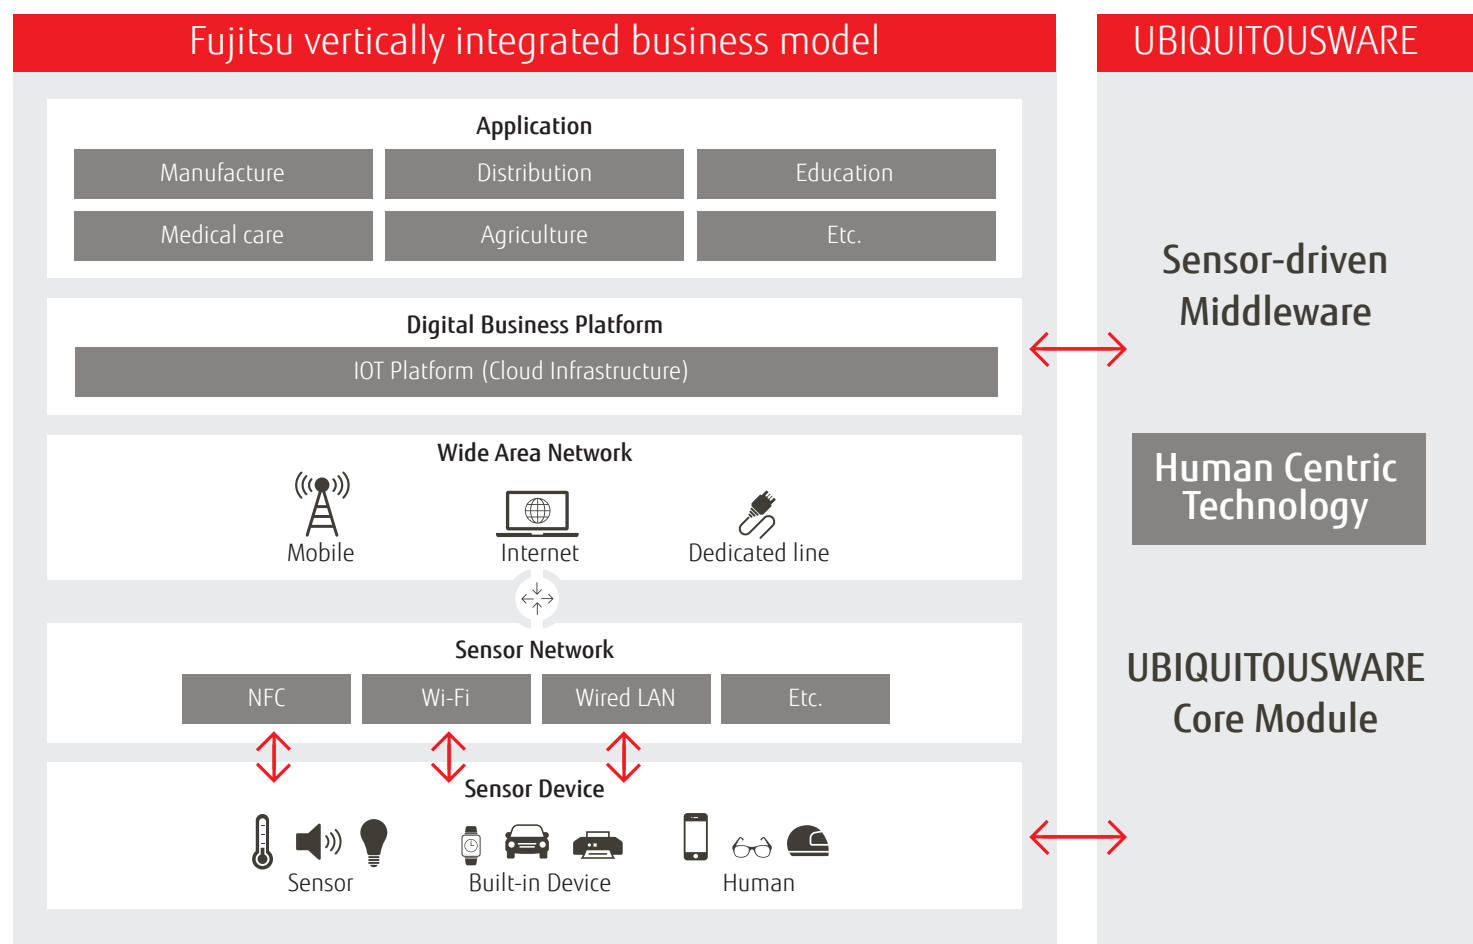 Fujitsu vertically integrated business model
Application
Manufacture
Distribution
Education
Medical care
Agriculture
Etc.
Digital Business Platform
IOT Platform (Cloud Infrastructure)
Wide Area Network
Mobile
Internet
Dedicated line
Sensor Network
NFC
Wi-Fi
Wired LAN
Etc.
Sensor Device
Sensor
Built-in Device
Human
UBIQUITOUSWARE
Sensor-driven
Middleware
Human Centric
Technology
UBIQUITOUSWARE
Core Module